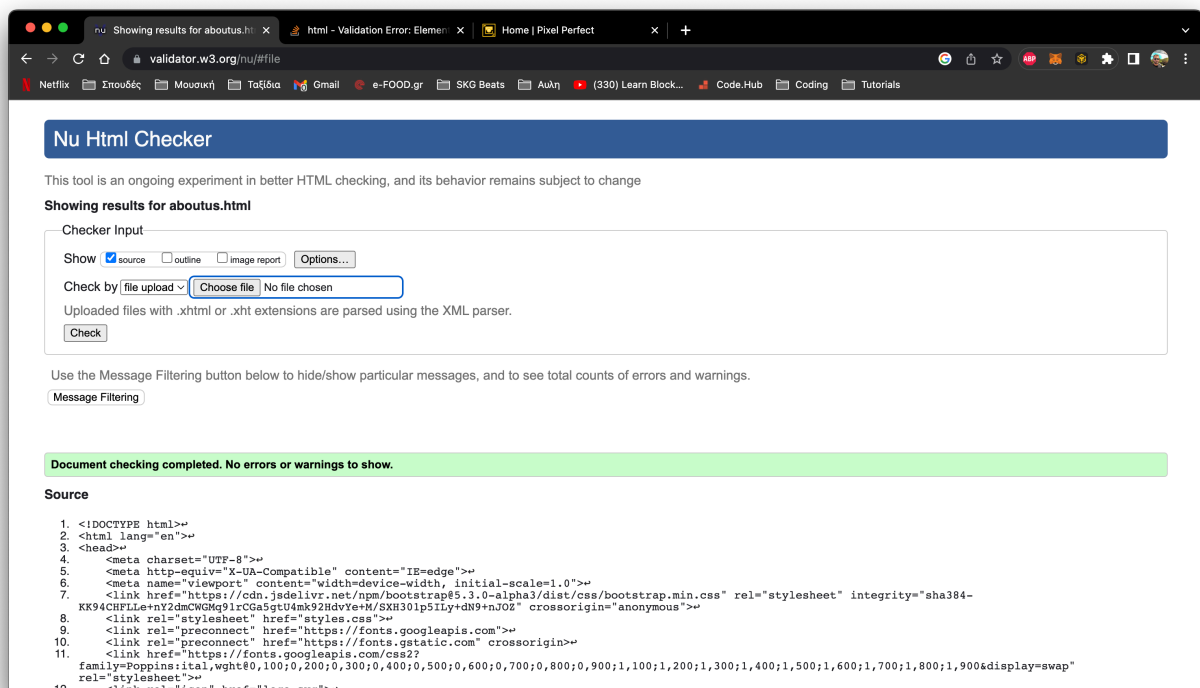 nu Showing results for aboutus.ht
html - Validation Error: Elemen
Home | Pixel Perfect
validator.w3.org/nu/#file
Netflix Σπουδές Μουσική Ταξίδια Gmail e-FOOD.gr SKG Beats Αυλη (330) Learn Block... Code.Hub Coding Tutorials
Nu Html Checker
This tool is an ongoing experiment in better HTML checking, and its behavior remains subject to change
Showing results for aboutus.html
Checker Input
Show source outline image report Options...
Check by file upload Choose file No file chosen
Uploaded files with .xhtml or .xht extensions are parsed using the XML parser.
Check
Use the Message Filtering button below to hide/show particular messages, and to see total counts of errors and warnings.
Message Filtering
Document checking completed. No errors or warnings to show.
Source
1. <!DOCTYPE html>↩
2. <html lang="en">↩
3. <head>↩
4. <meta charset="UTF-8">↩
5. <meta http-equiv="X-UA-Compatible" content="IE=edge">↩
6. <meta name="viewport" content="width=device-width, initial-scale=1.0">↩
7. <link href="https://cdn.jsdelivr.net/npm/bootstrap@5.3.0-alpha3/dist/css/bootstrap.min.css" rel="stylesheet" integrity="sha384-
KK94CHFLLe+nY2dmCWGMq91rCGa5gtU4mk92HdvYe+M/SXH301p5ILy+dN9+nJOZ" crossorigin="anonymous">↩
8. <link rel="stylesheet" href="styles.css">↩
9. <link rel="preconnect" href="https://fonts.googleapis.com">↩
10. <link rel="preconnect" href="https://fonts.gstatic.com" crossorigin>↩
11. <link href="https://fonts.googleapis.com/css2?
family=Poppins:ital,wght@0,100;0,200;0,300;0,400;0,500;0,600;0,700;0,800;0,900;1,100;1,200;1,300;1,400;1,500;1,600;1,700;1,800;1,900&display=swap"
rel="stylesheet">↩